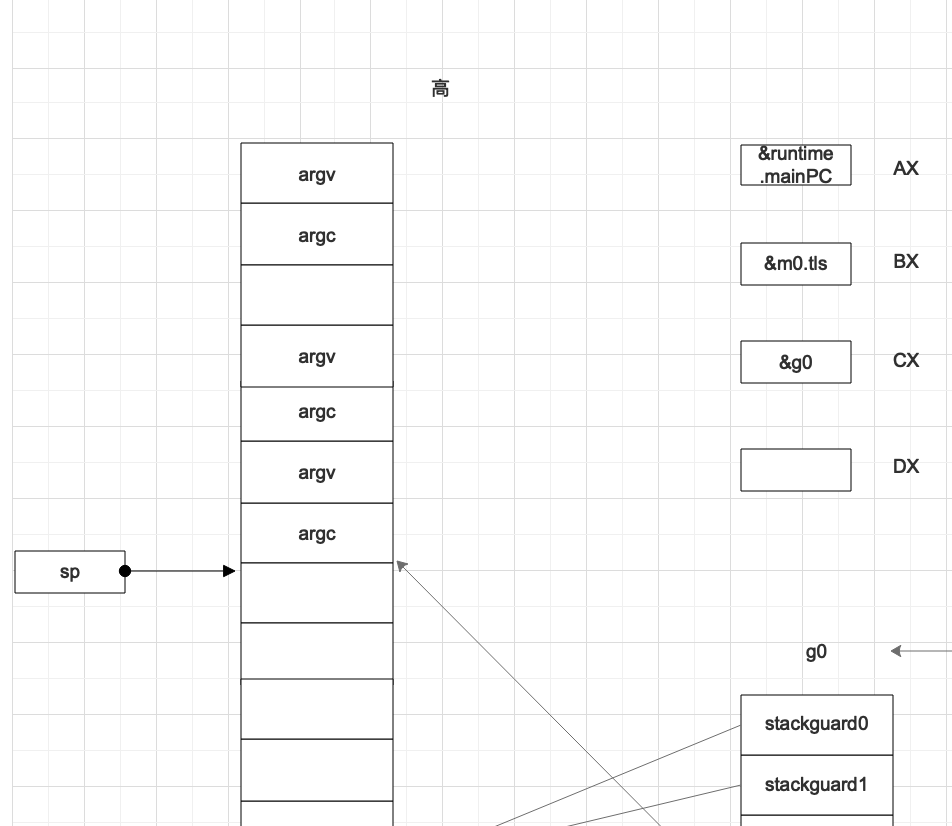 高
argv
argc
argv
argc
argv
argc
sp
&runtime
.mainPC
AX
&m0.tls
BX
&g0
CX
DX
g0
stackguard0
stackguard1